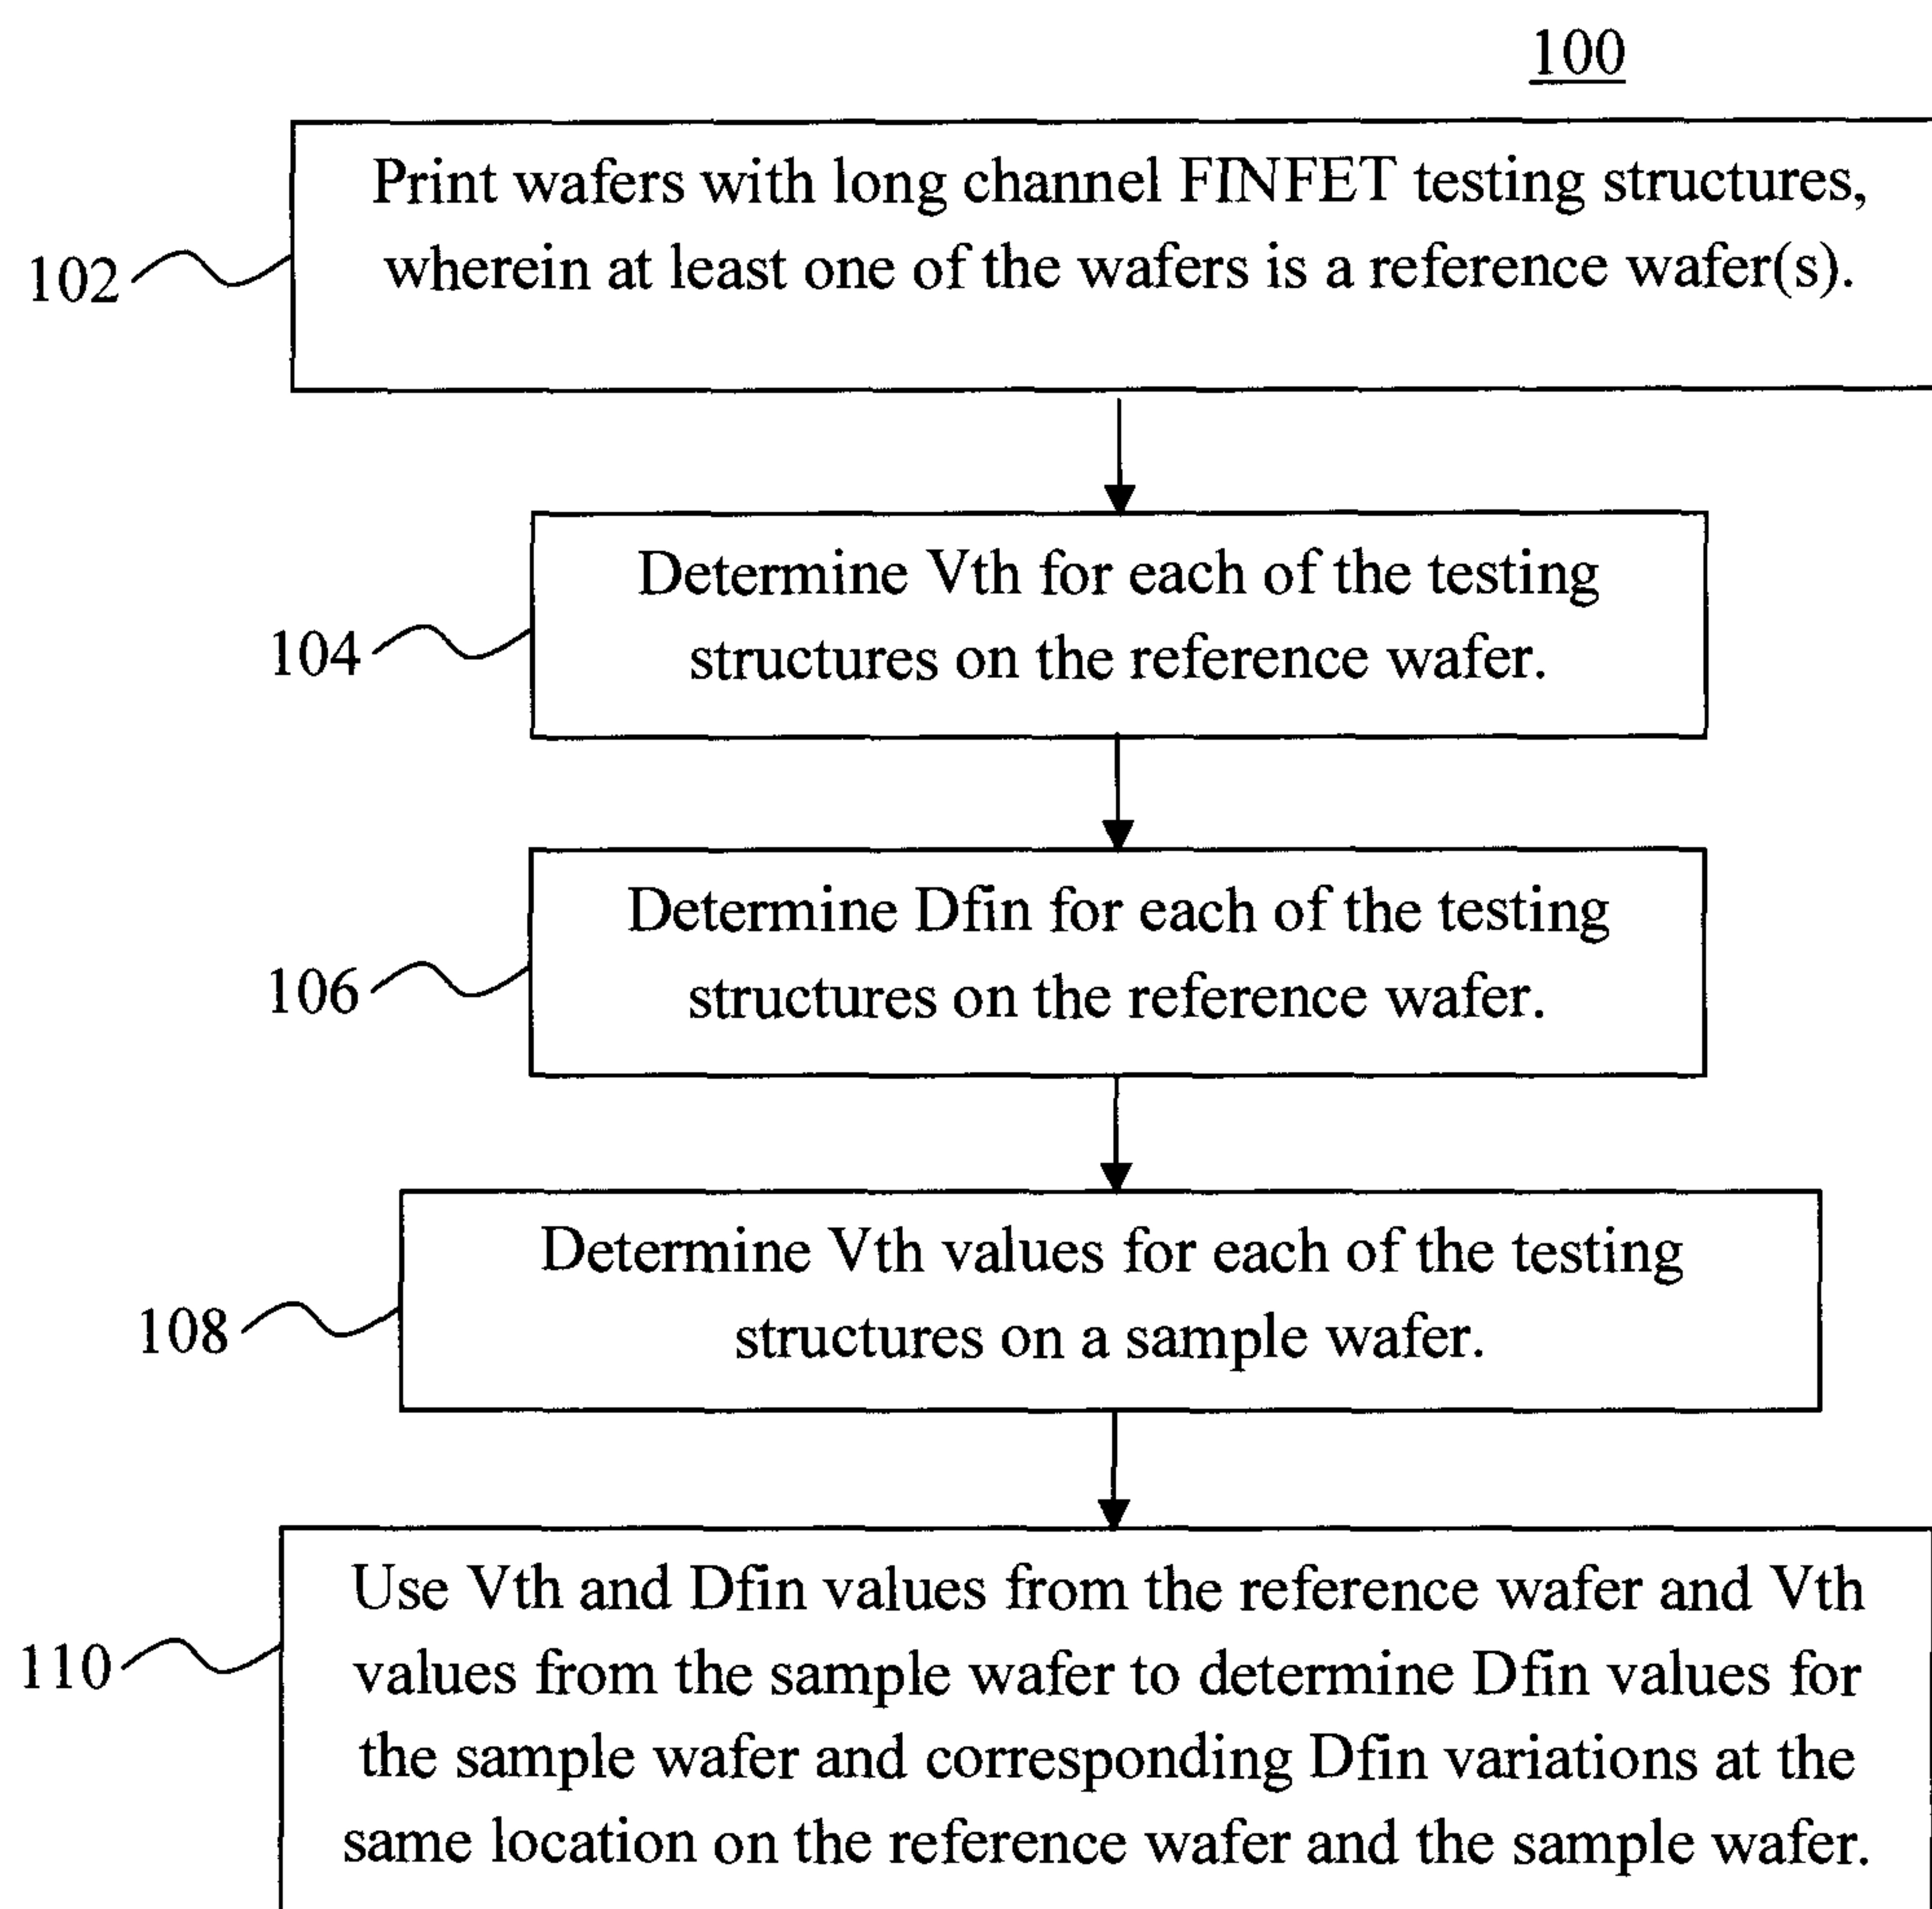 100
Print wafers with long channel FINFET testing structures,
wherein at least one of the wafers is a reference wafer(s).
102
Determine Vth for each of the testing
structures on the reference wafer.
104
Determine Dfin for each of the testing
structures on the reference wafer.
106
Determine Vth values for each of the testing
structures on a sample wafer.
108
Use Vth and Dfin values from the reference wafer and Vth
values from the sample wafer to determine Dfin values for
the sample wafer and corresponding Dfin variations at the
same location on the reference wafer and the sample wafer.
110